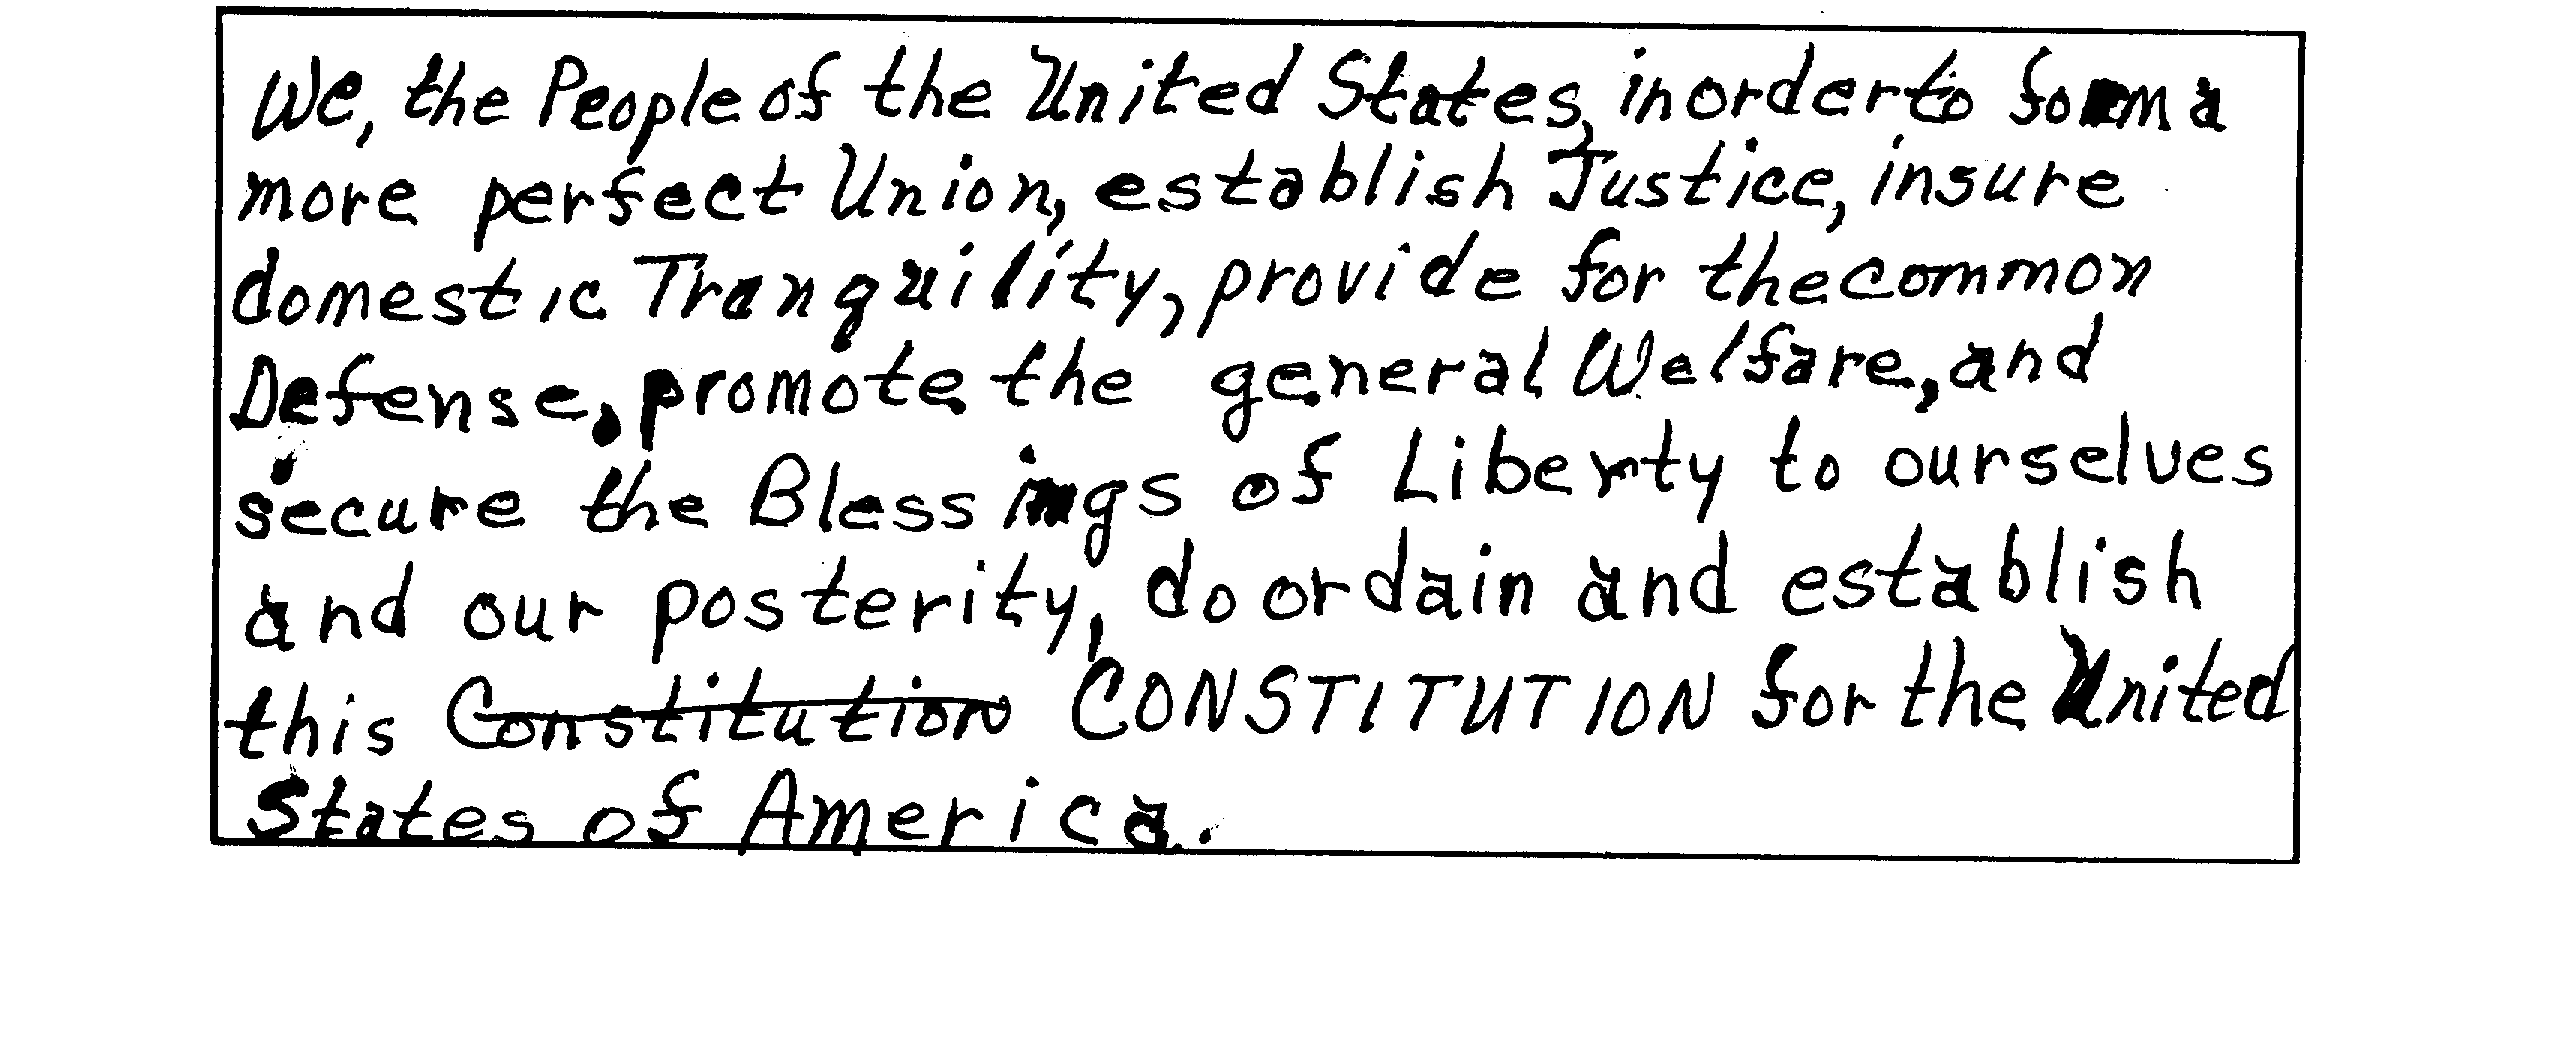 We, the People of the United States, in order to form a
more perfect Union, establish Justice, insure
domestic Tranquility, provide for the common
Defense, promote the general Welfare, and
secure the Blessings of Liberty to ourselves
and our posterity, do ordain and establish
this Constitution CONSTITUTION for the United
States of America.